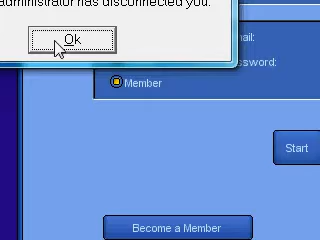 administrator has disconnected you.
Ok
mail:
ssword:
Member
Start
Become a Member